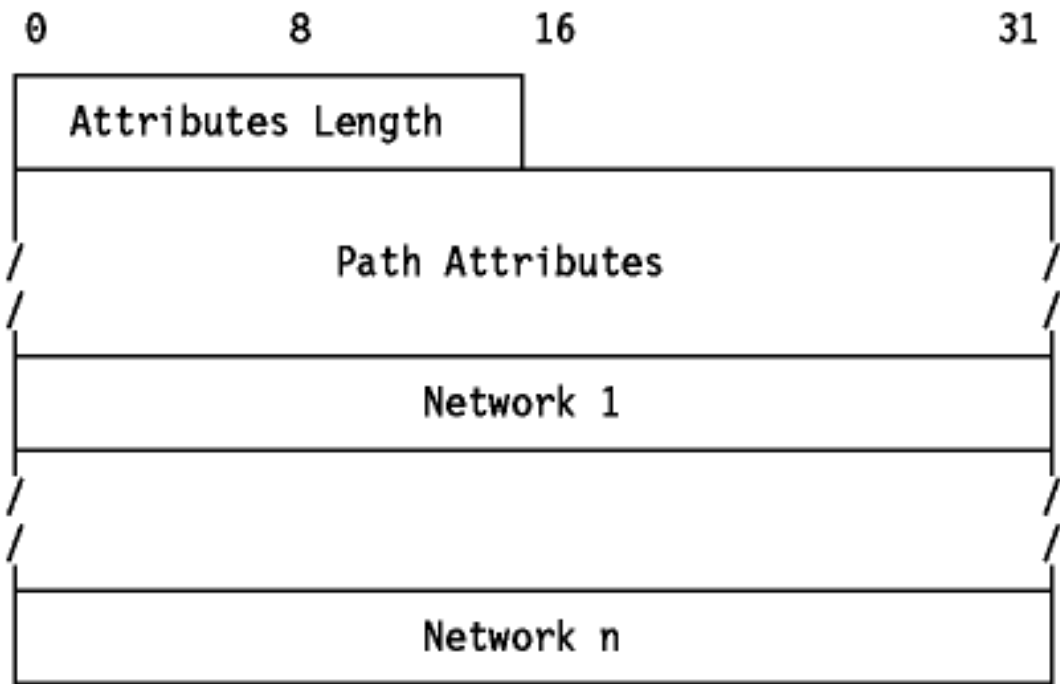 0 8 16 31
Attributes Length
Path Attributes
Network 1
Network n